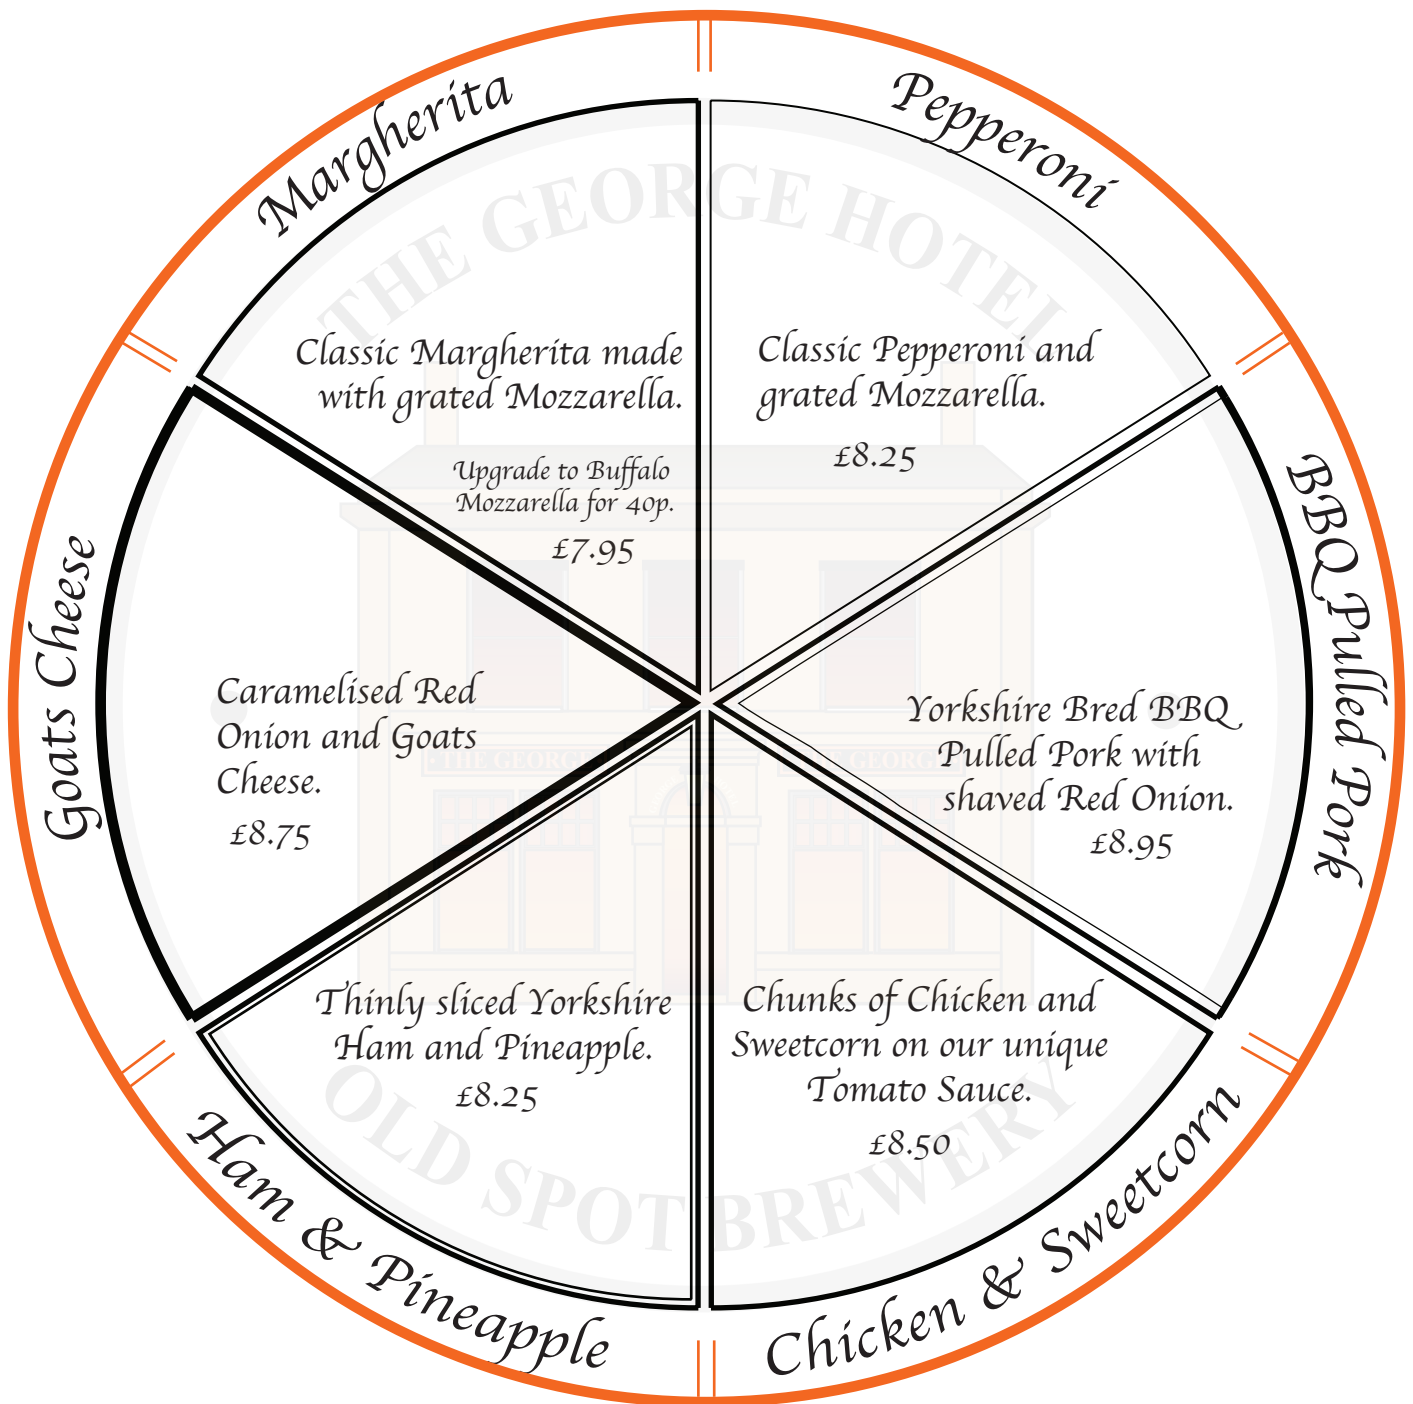 Margherita
Classic Margherita made
with grated Mozzarella.
Upgrade to Buffalo
Mozzarella for 40p.
£7.95
Pepperoni
Classic Pepperoni and
grated Mozzarella.
£8.25
BBQ Pulled Pork
Yorkshire Bred BBQ
Pulled Pork with
shaved Red Onion.
£8.95
Chicken & Sweetcorn
Chunks of Chicken and
Sweetcorn on our unique
Tomato Sauce.
£8.50
Ham & Pineapple
Thinly sliced Yorkshire
Ham and Pineapple.
£8.25
Goats Cheese
Caramelised Red
Onion and Goats
Cheese.
£8.75
THE GEORGE HOTEL
THE GEORGE
GEORGE
OLD SPOT BREWERY